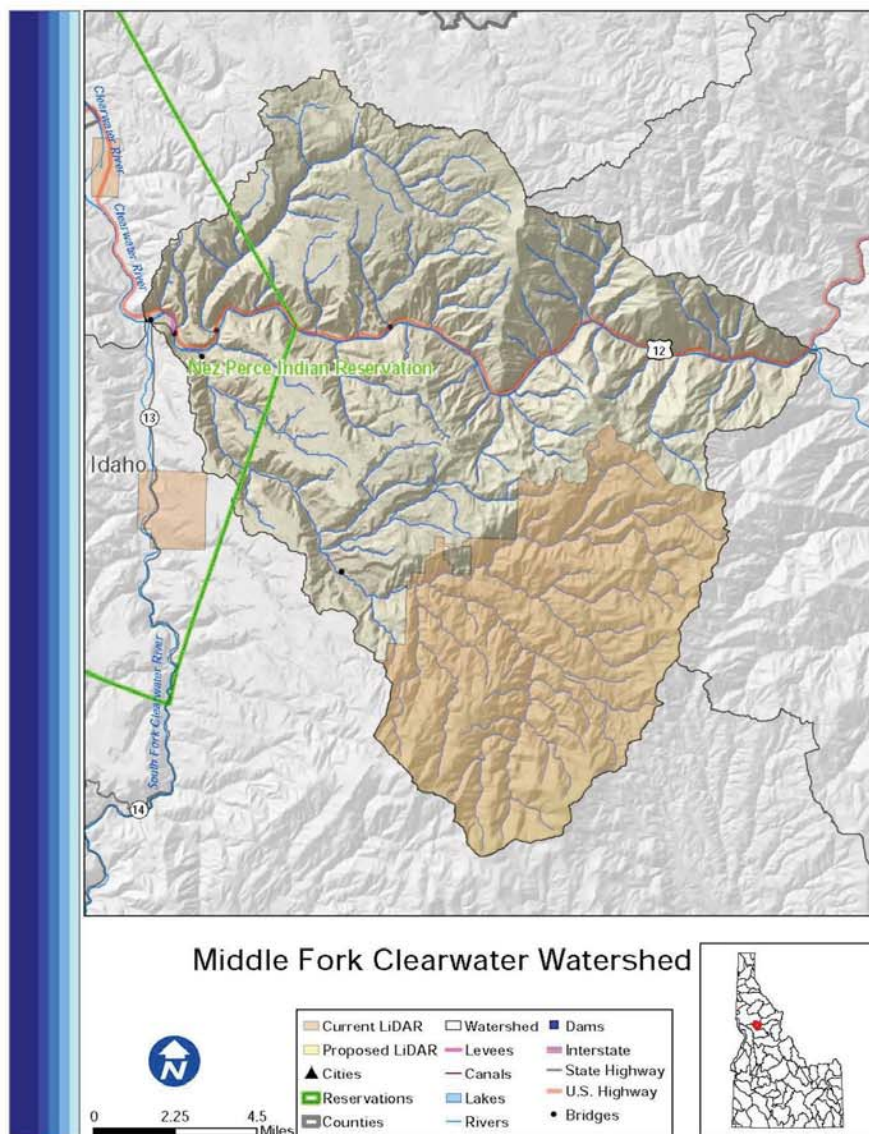 Clearwater River
Clearwater River
12
Nez Perce Indian Reservation
13
Idaho
South Fork Clearwater River
14
Middle Fork Clearwater Watershed
N
0 2.25 4.5
Miles
Current LiDAR
Proposed LiDAR
Cities
Reservations
Counties
Watershed
Levees
Canals
Lakes
Rivers
Dams
Interstate
State Highway
U.S. Highway
Bridges